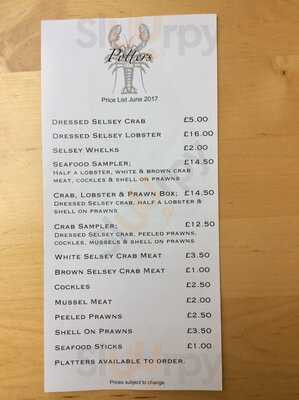 Potters
Price List June 2017
Dressed Selsey Crab £5.00
Dressed Selsey Lobster £16.00
Selsey Whelks £2.00
Seafood Sampler; £14.50
Half a lobster, white & brown crab
meat, cockles & shell on prawns
Crab, Lobster & Prawn Box; £14.50
Dressed Selsey crab, half a lobster &
shell on prawns
Crab Sampler; £12.50
Dressed Selsey crab, peeled prawns,
cockles, mussels & shell on prawns
White Selsey Crab Meat £3.50
Brown Selsey Crab Meat £1.00
Cockles £2.50
Mussel Meat £2.00
Peeled Prawns £2.50
Shell On Prawns £3.50
Seafood Sticks £1.00
Platters available to order.
Prices subject to change